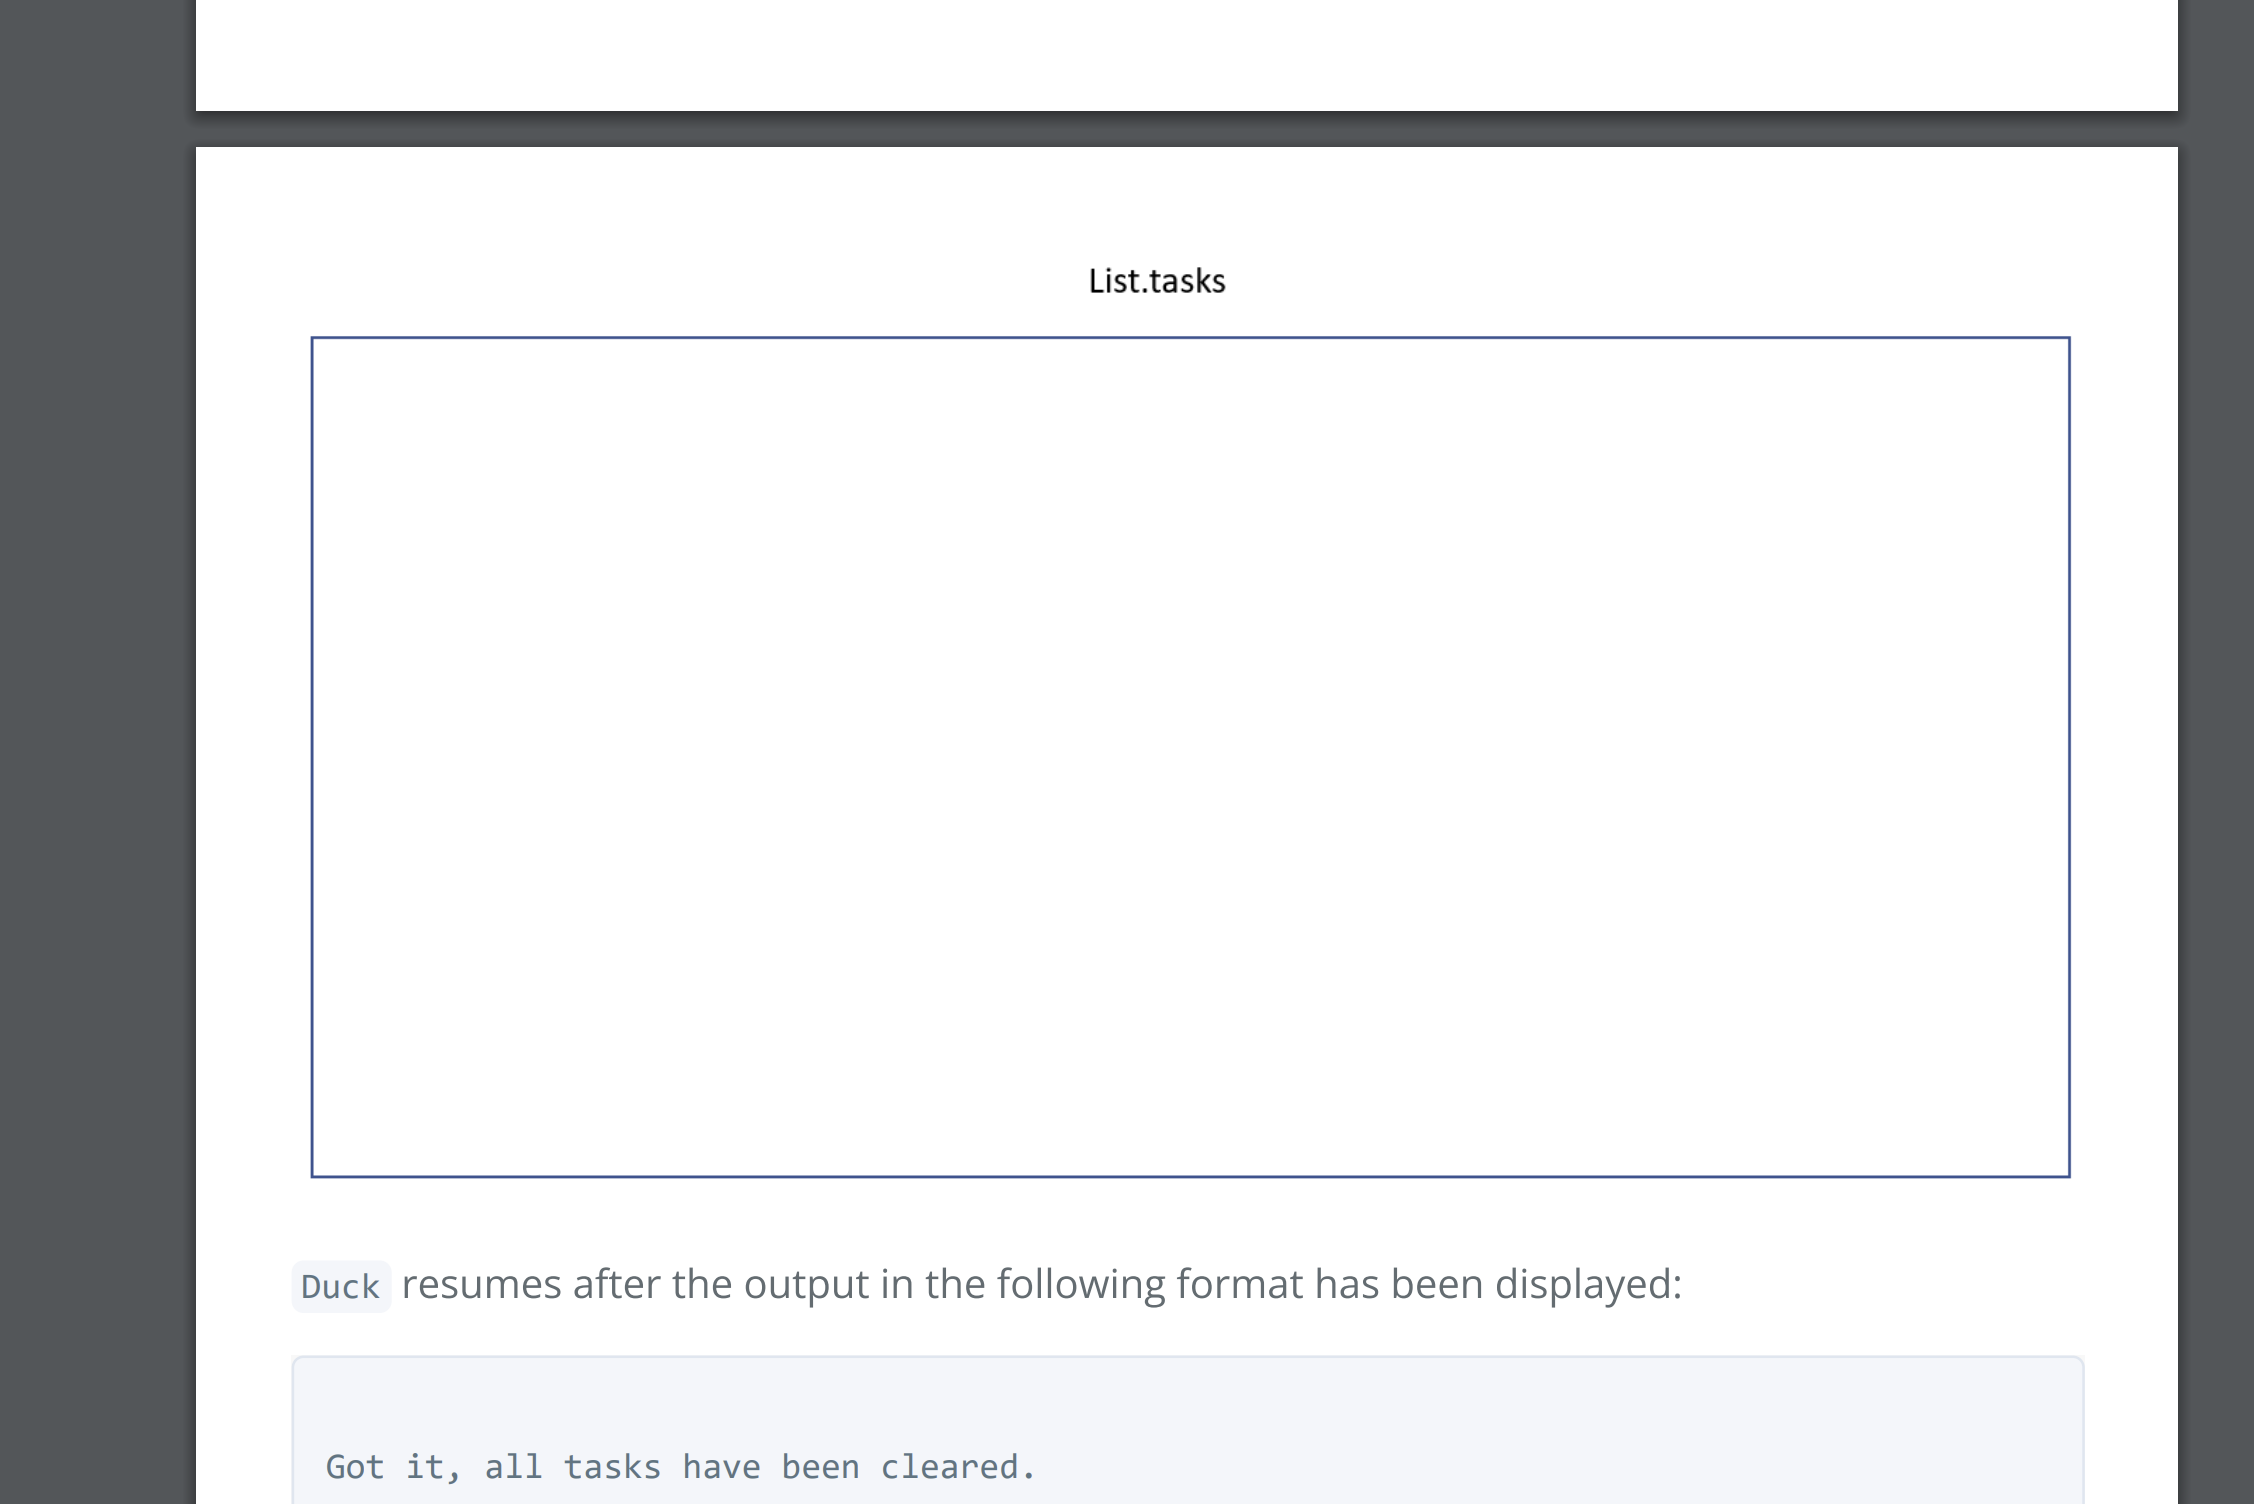 List.tasks
Duck resumes after the output in the following format has been displayed:
Got it, all tasks have been cleared.